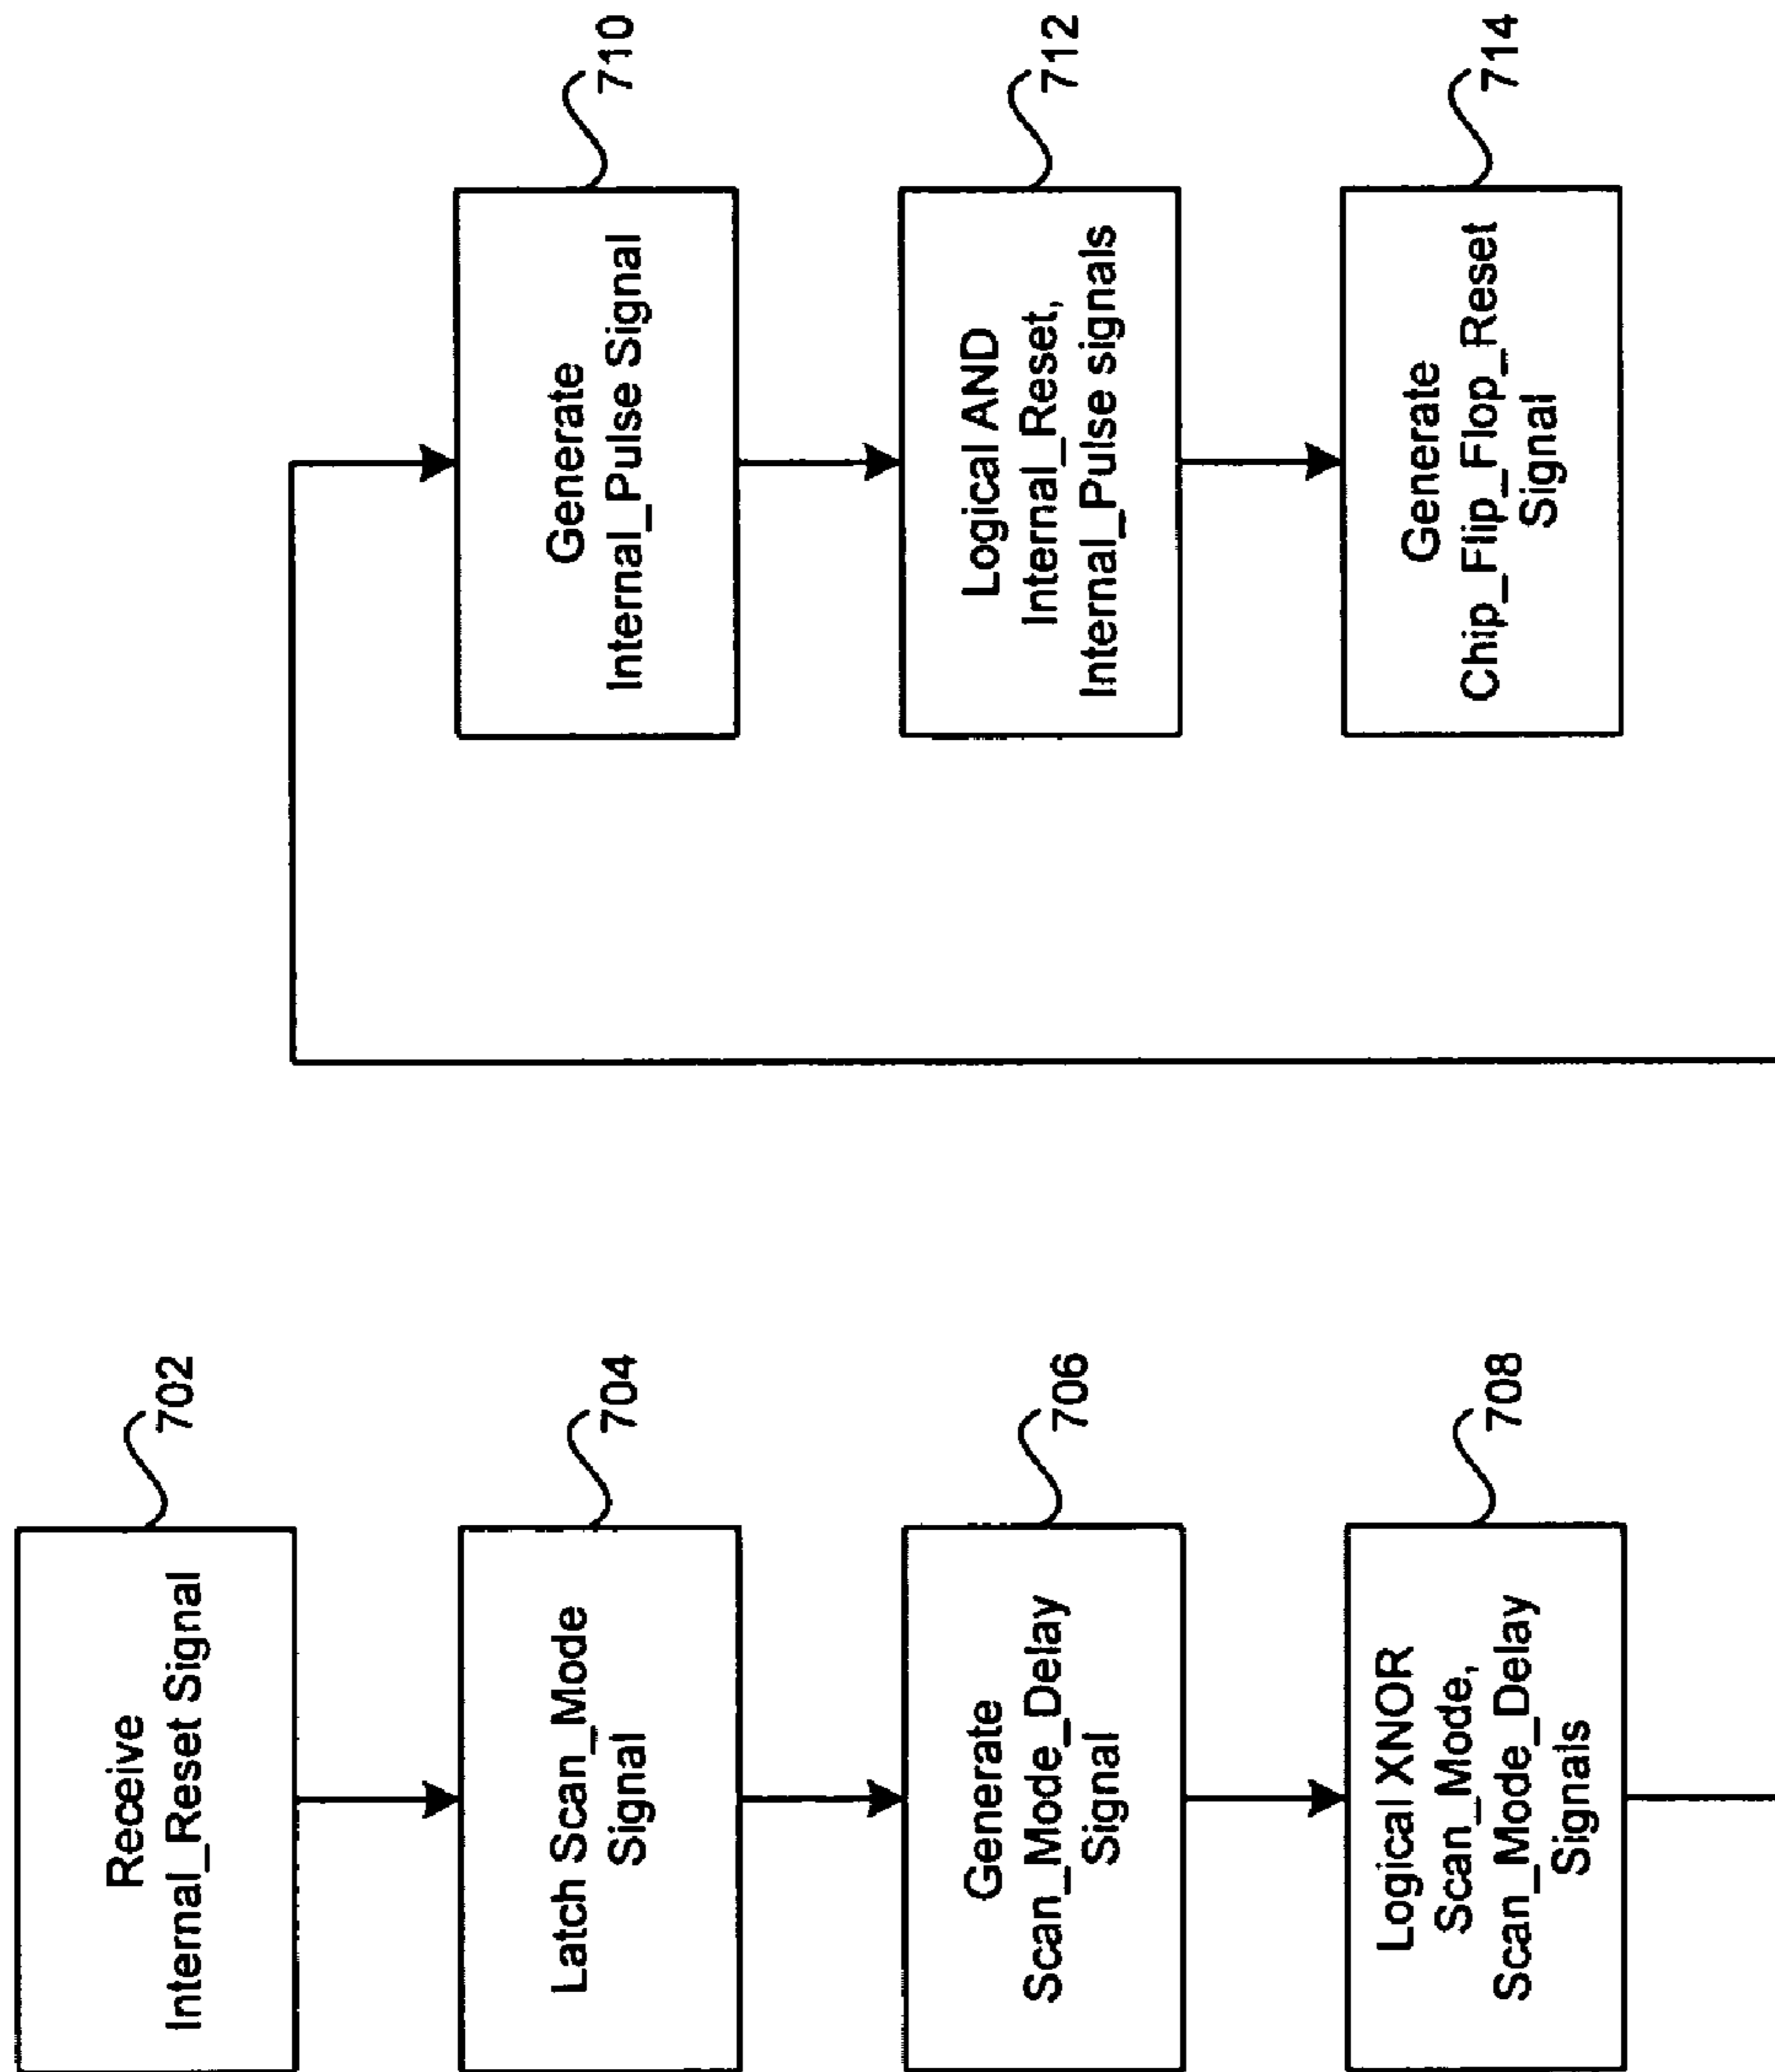 Receive
Internal_Reset Signal
702
Latch Scan_Mode
Signal
704
Generate
Scan_Mode_Delay
Signal
706
Logical XNOR
Scan_Mode,
Scan_Mode_Delay
Signals
708
Generate
Internal_Pulse Signal
710
Logical AND
Internal_Reset,
Internal_Pulse signals
712
Generate
Chip_Flip_Flop_Reset
Signal
714